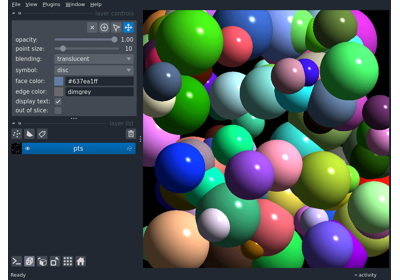 File View Plugins Window Help
layer controls
opacity: 1.00
point size: 10
blending: translucent
symbol: disc
face color: #637ea1ff
edge color: dimgrey
display text:
out of slice:
layer list
pts
Ready
activity